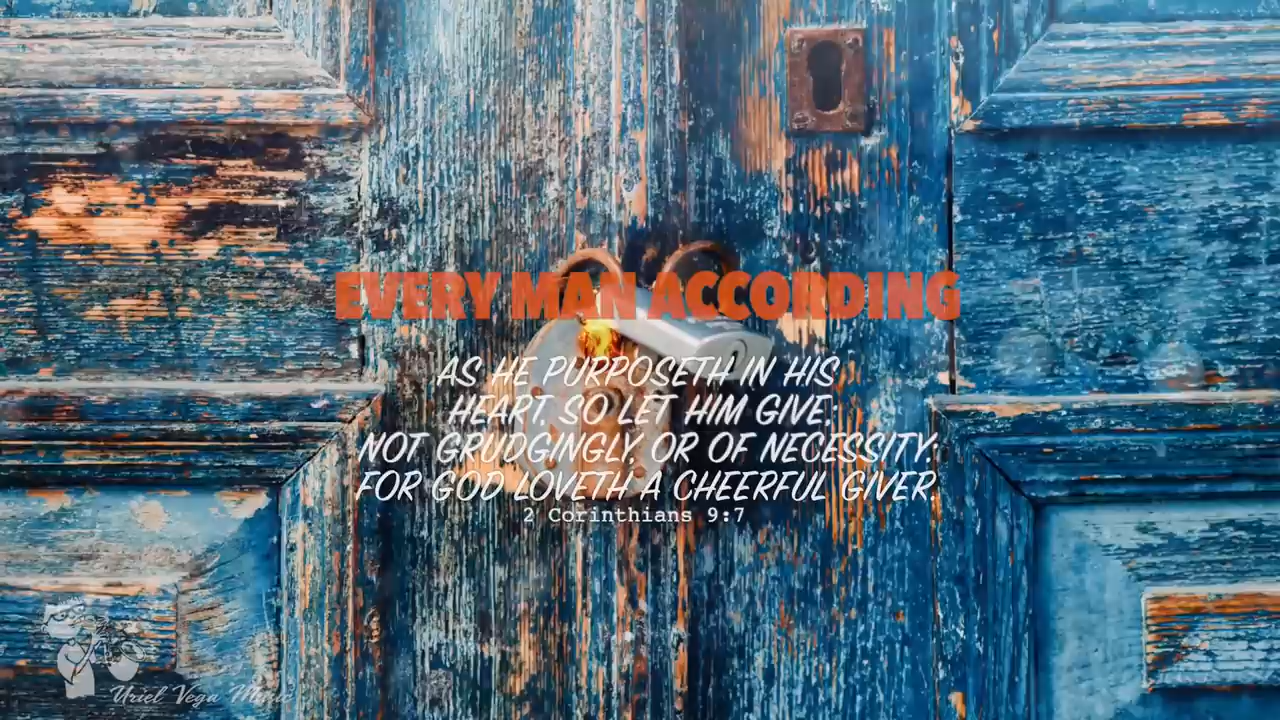 EVERY MAN ACCORDING
AS HE PURPOSETH IN HIS
HEART, SO LET HIM GIVE;
NOT GRUDGINGLY, OR OF NECESSITY:
FOR GOD LOVETH A CHEERFUL GIVER.
2 Corinthians 9:7
Uriel Vega Music